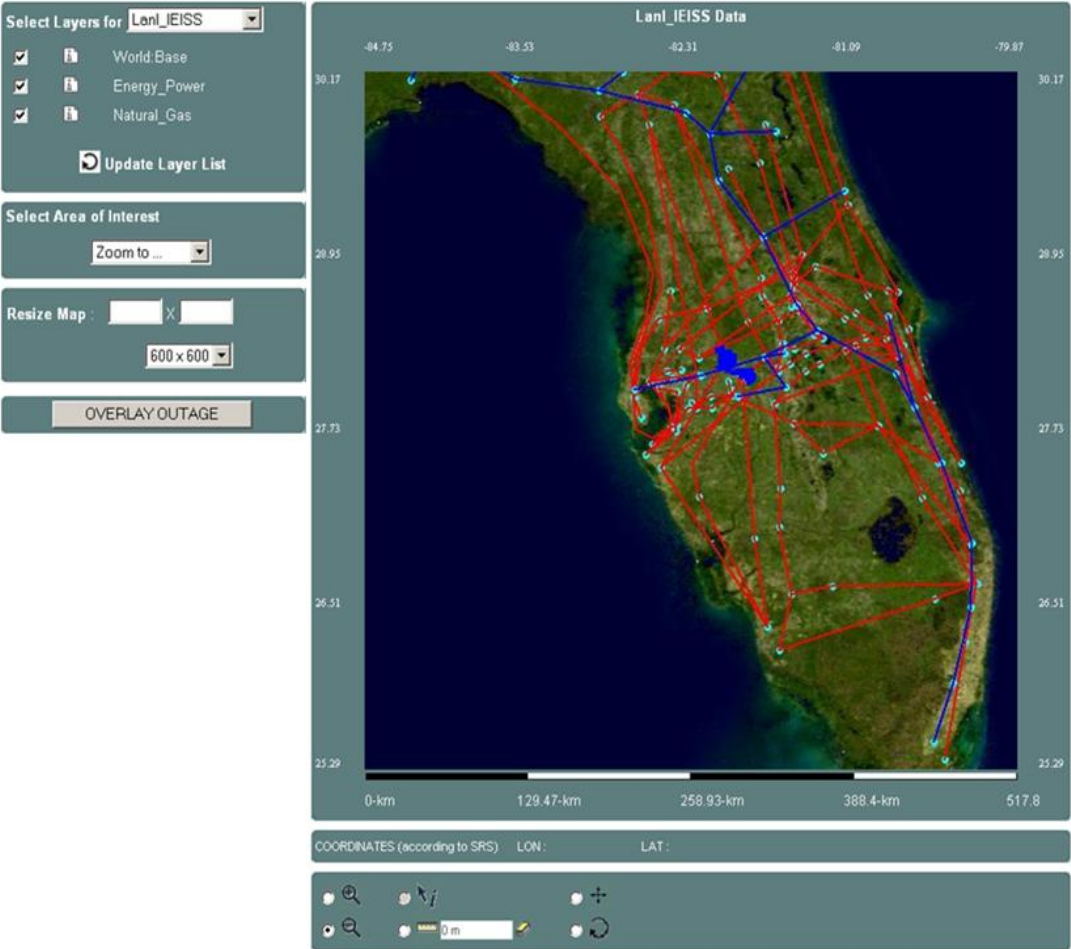 Select Layers for Lanl_IEISS
World:Base
Energy_Power
Natural_Gas
Update Layer List
Select Area of Interest
Zoom to ...
Resize Map : X
600 x 600
OVERLAY OUTAGE
Lanl_IEISS Data
-84.75 -83.53 -82.31 -81.09 -79.87
30.17 30.17
28.95 28.95
27.73 27.73
26.51 26.51
25.29 25.29
0-km 129.47-km 258.93-km 388.4-km 517.8
COORDINATES (according to SRS) LON : LAT :
0 m